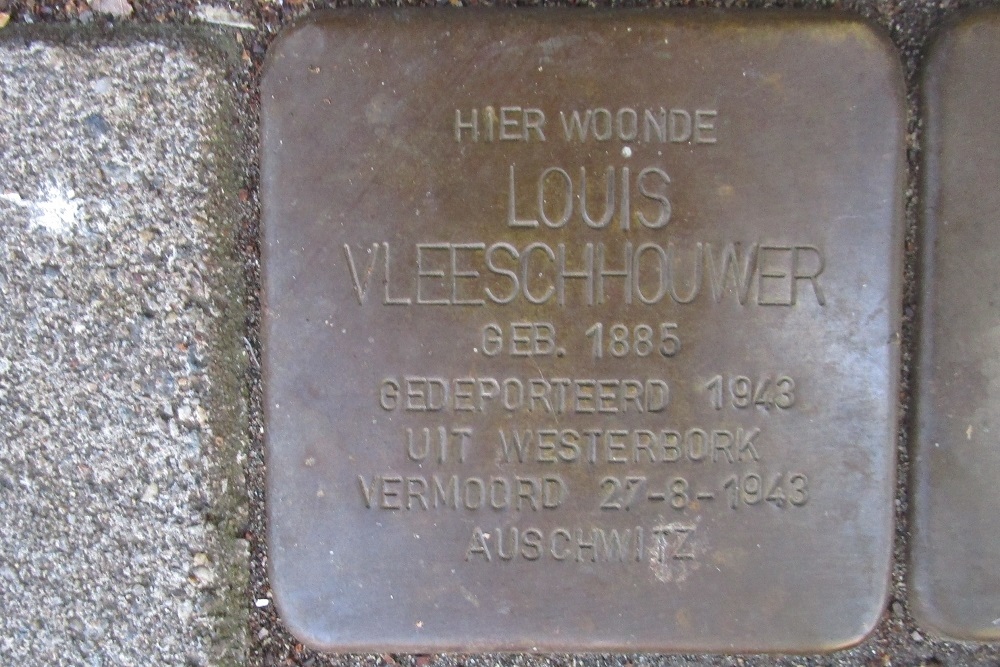 HIER WOONDE
LOUIS
VLEESCHHOUWER
GEB. 1885
GEDEPORTEERD 1943
UIT WESTERBORK
VERMOORD 27-8-1943
AUSCHWITZ